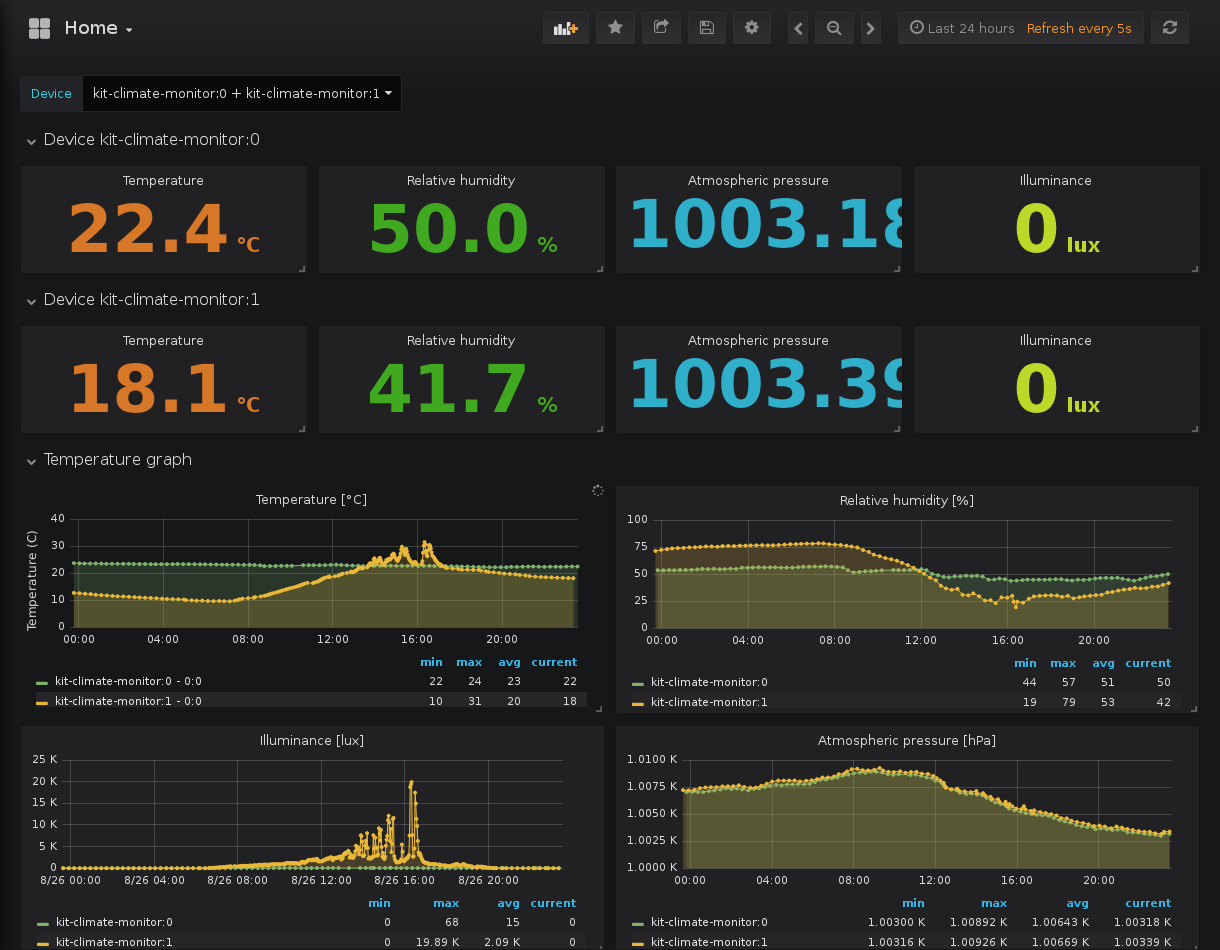 Home
Last 24 hours Refresh every 5s
Device kit-climate-monitor:0 + kit-climate-monitor:1
Device kit-climate-monitor:0
Temperature Relative humidity Atmospheric pressure Illuminance
22.4 °C 50.0 % 1003.18 0 lux
Device kit-climate-monitor:1
Temperature Relative humidity Atmospheric pressure Illuminance
18.1 °C 41.7 % 1003.39 0 lux
Temperature graph
Temperature [°C]
Temperature (C)
40
30
20
10
0
00:00 04:00 08:00 12:00 16:00 20:00
min max avg current
kit-climate-monitor:0 - 0:0 22 24 23 22
kit-climate-monitor:1 - 0:0 10 31 20 18
Relative humidity [%]
100
75
50
25
0
00:00 04:00 08:00 12:00 16:00 20:00
min max avg current
kit-climate-monitor:0 44 57 51 50
kit-climate-monitor:1 19 79 53 42
Illuminance [lux]
25 K
20 K
15 K
10 K
5 K
0
8/26 00:00 8/26 04:00 8/26 08:00 8/26 12:00 8/26 16:00 8/26 20:00
min max avg current
kit-climate-monitor:0 0 68 15 0
kit-climate-monitor:1 0 19.89 K 2.09 K 0
Atmospheric pressure [hPa]
1.0100 K
1.0075 K
1.0050 K
1.0025 K
1.0000 K
00:00 04:00 08:00 12:00 16:00 20:00
min max avg current
kit-climate-monitor:0 1.00300 K 1.00892 K 1.00643 K 1.00318 K
kit-climate-monitor:1 1.00316 K 1.00926 K 1.00669 K 1.00339 K